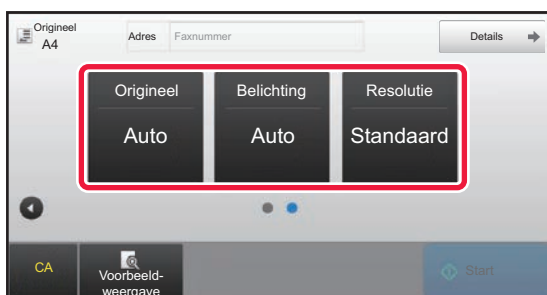 Origineel
A4
Adres Faxnummer
Details
Origineel Belichting Resolutie
Auto Auto Standaard
CA
Voorbeeld-
weergave
Start